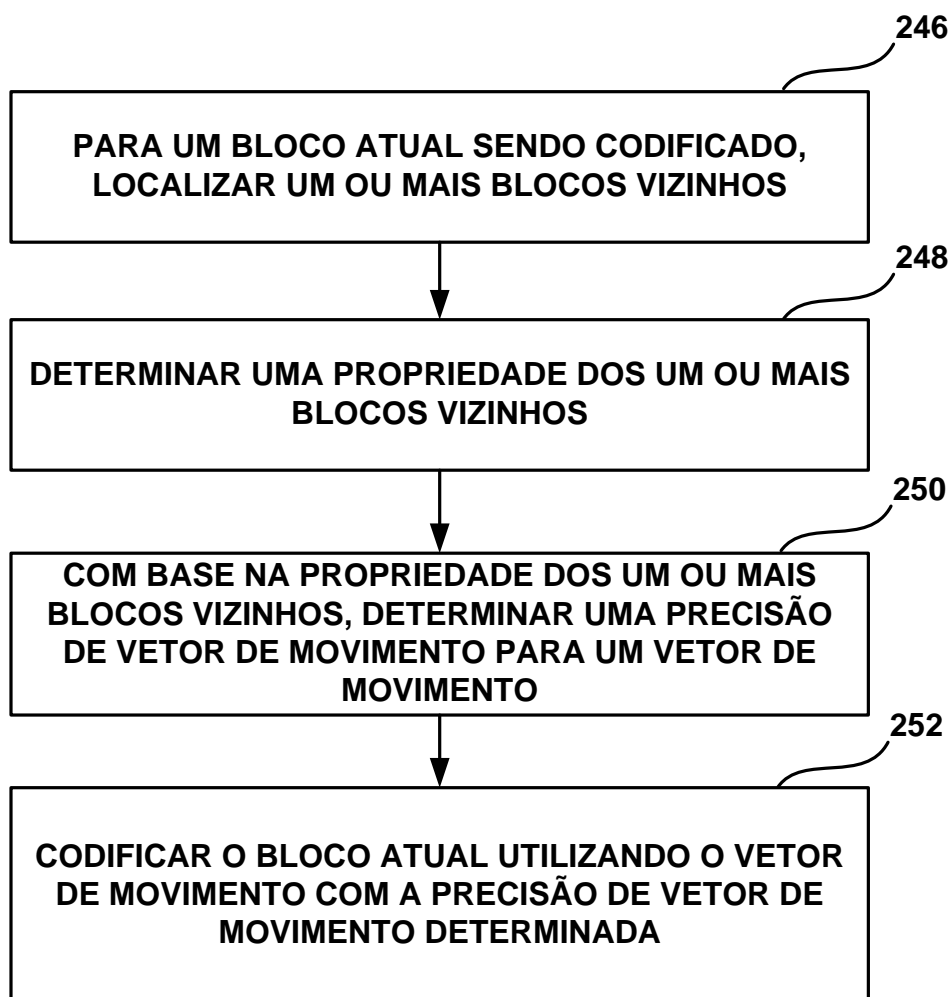 246
PARA UM BLOCO ATUAL SENDO CODIFICADO,
LOCALIZAR UM OU MAIS BLOCOS VIZINHOS
248
DETERMINAR UMA PROPRIEDADE DOS UM OU MAIS
BLOCOS VIZINHOS
250
COM BASE NA PROPRIEDADE DOS UM OU MAIS
BLOCOS VIZINHOS, DETERMINAR UMA PRECISÃO
DE VETOR DE MOVIMENTO PARA UM VETOR DE
MOVIMENTO
252
CODIFICAR O BLOCO ATUAL UTILIZANDO O VETOR
DE MOVIMENTO COM A PRECISÃO DE VETOR DE
MOVIMENTO DETERMINADA